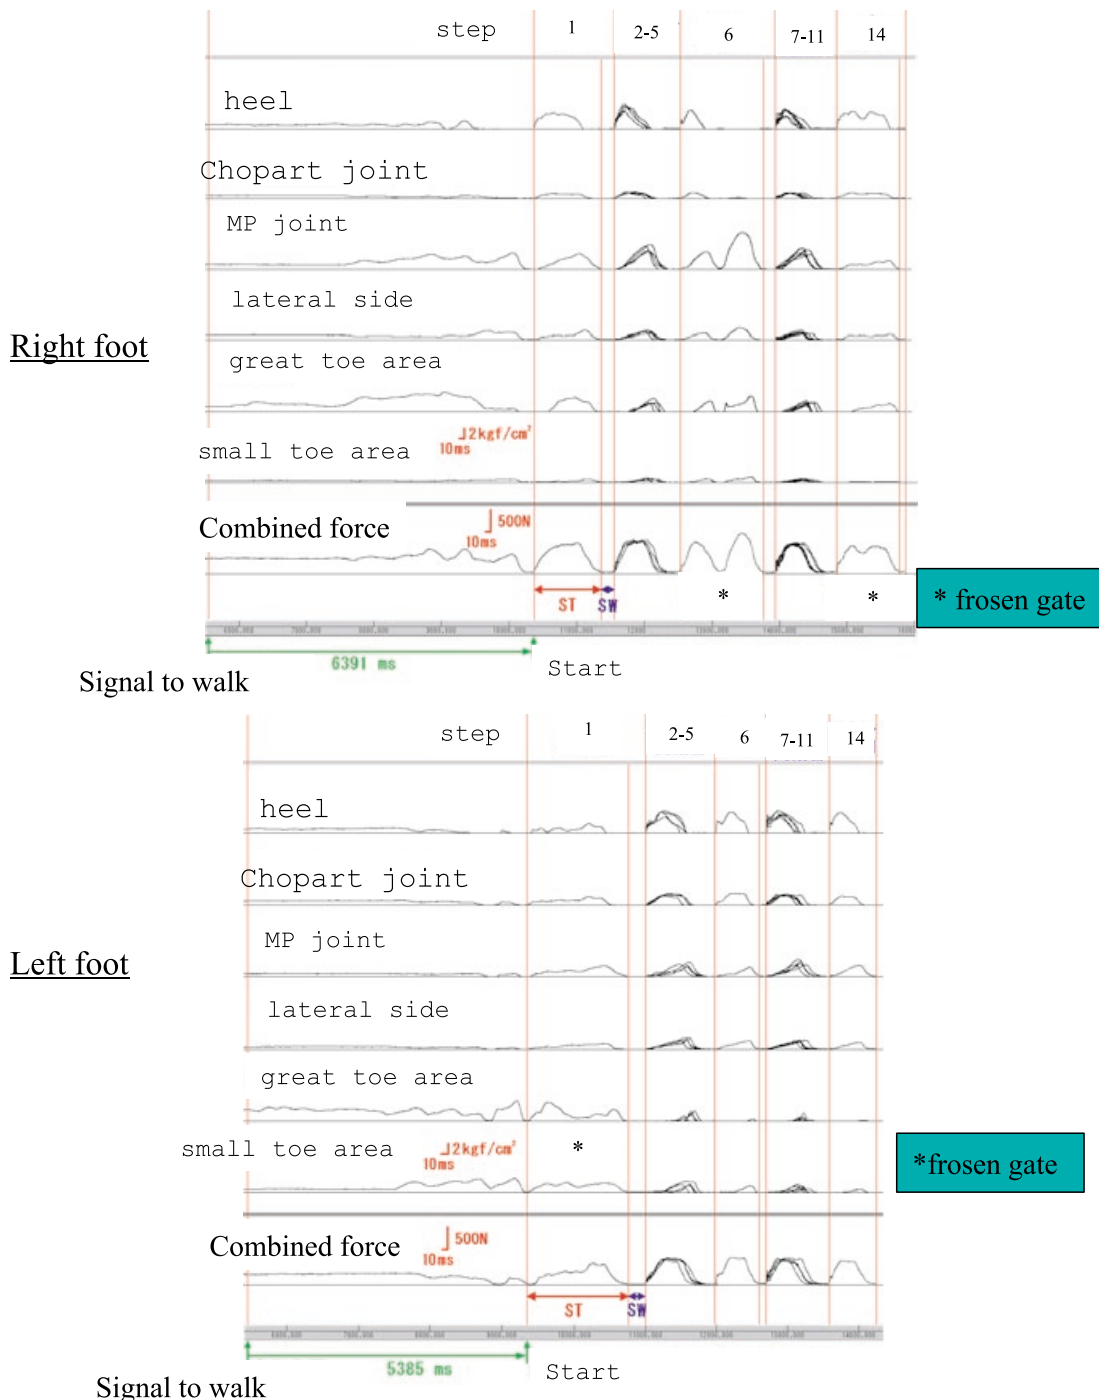 step 1 2-5 6 7-11 14
heel
Chopart joint
MP joint
lateral side
Right foot
great toe area
2kgf/cm²
10ms
small toe area
Combined force
500N
10ms
* *
* frosen gate
ST SW
6391 ms
Start
Signal to walk
step 1 2-5 6 7-11 14
heel
Chopart joint
MP joint
Left foot
lateral side
great toe area
small toe area
2kgf/cm²
10ms
*
*frosen gate
Combined force
500N
10ms
ST SW
5385 ms
Start
Signal to walk